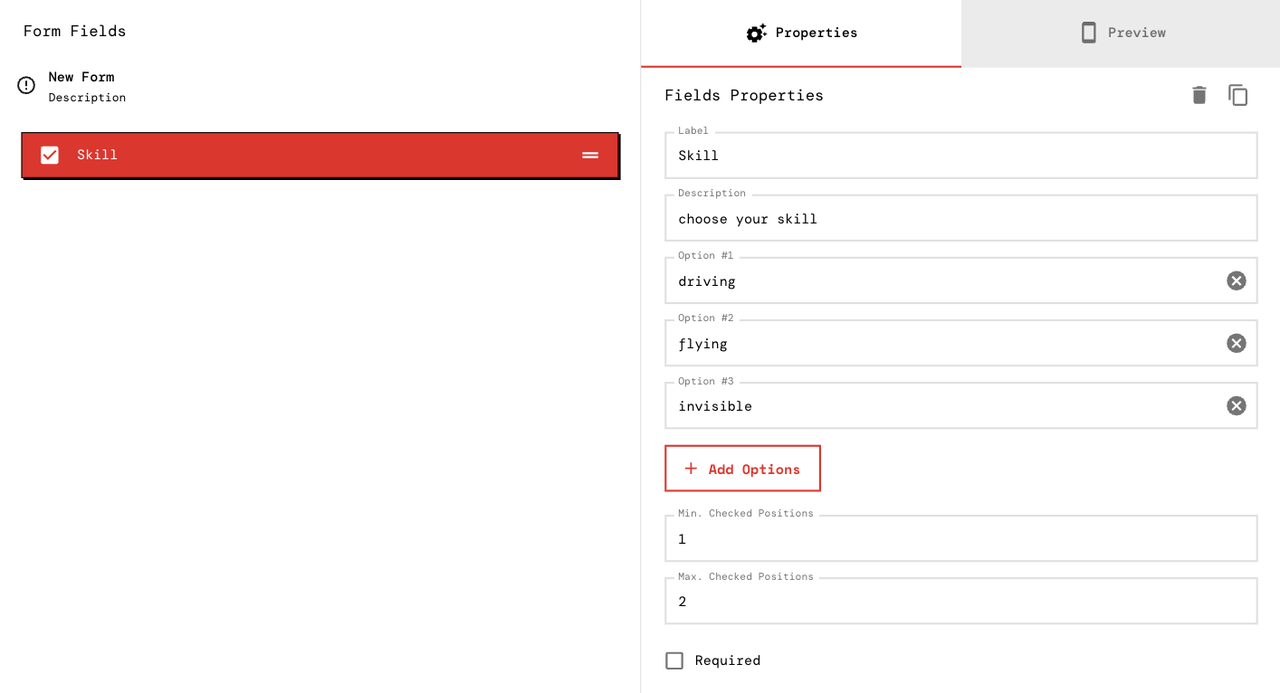 Form Fields
New Form
Description
Skill
Properties
Preview
Fields Properties
Label
Skill
Description
choose your skill
Option #1
driving
Option #2
flying
Option #3
invisible
+ Add Options
Min. Checked Positions
1
Max. Checked Positions
2
Required